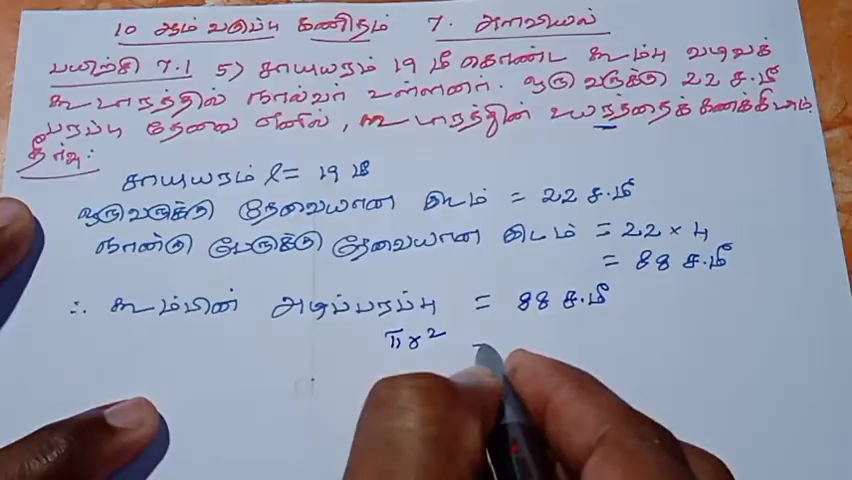 10 ஆம் வகுப்பு கணிதம் 7. அளவியல்
பயிற்சி 7.1 5) சாயுயரம் 19 மீ கொண்ட கூம்பு வடிவக்
கூடாரத்தில் நால்வர் உள்ளனர். ஒரு வருக்கு 22 ச.மீ
பரப்பு தேவை எனில், கூடாரத்தின் உயரத்தைக் கணக்கிடவும்.
தீர்வு:
சாயுயரம் l = 19 மீ
ஒருவருக்கு தேவையான இடம் = 22 ச.மீ
நான்கு பேருக்கு தேவையான இடம் = 22 × 4
= 88 ச.மீ
∴ கூம்பின் அடிப்பரப்பு = 88 ச.மீ
πr²